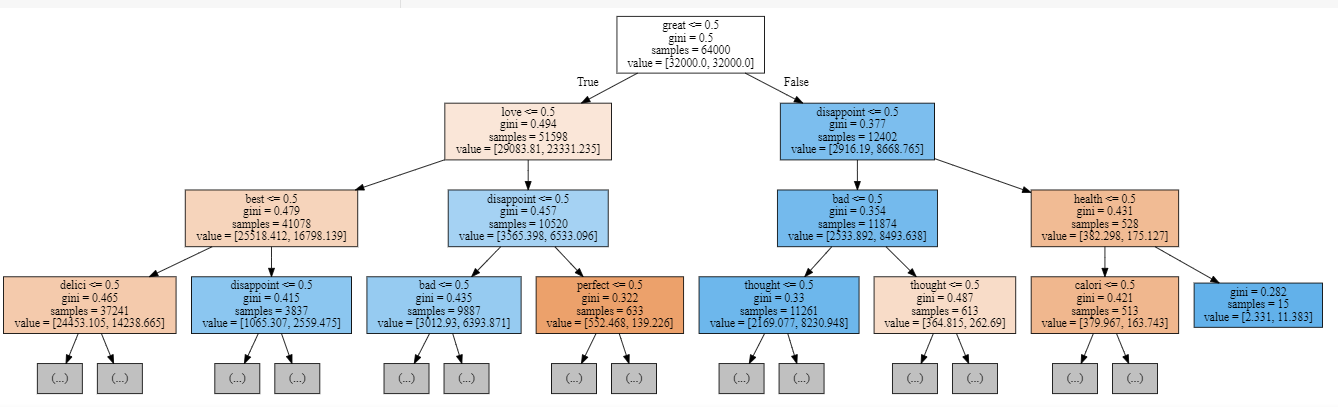 great <= 0.5
gini = 0.5
samples = 64000
value = [32000.0, 32000.0]
True
False
love <= 0.5
gini = 0.494
samples = 51598
value = [29083.81, 23331.235]
disappoint <= 0.5
gini = 0.377
samples = 12402
value = [2916.19, 8668.765]
best <= 0.5
gini = 0.479
samples = 41078
value = [25518.412, 16798.139]
disappoint <= 0.5
gini = 0.457
samples = 10520
value = [3565.398, 6533.096]
bad <= 0.5
gini = 0.354
samples = 11874
value = [2533.892, 8493.638]
health <= 0.5
gini = 0.431
samples = 528
value = [382.298, 175.127]
delici <= 0.5
gini = 0.465
samples = 37241
value = [24453.105, 14238.665]
disappoint <= 0.5
gini = 0.415
samples = 3837
value = [1065.307, 2559.475]
bad <= 0.5
gini = 0.435
samples = 9887
value = [3012.93, 6393.871]
perfect <= 0.5
gini = 0.322
samples = 633
value = [552.468, 139.226]
thought <= 0.5
gini = 0.33
samples = 11261
value = [2169.077, 8230.948]
thought <= 0.5
gini = 0.487
samples = 613
value = [364.815, 262.69]
calori <= 0.5
gini = 0.421
samples = 513
value = [379.967, 163.743]
gini = 0.282
samples = 15
value = [2.331, 11.383]
(...)
(...)
(...)
(...)
(...)
(...)
(...)
(...)
(...)
(...)
(...)
(...)
(...)
(...)